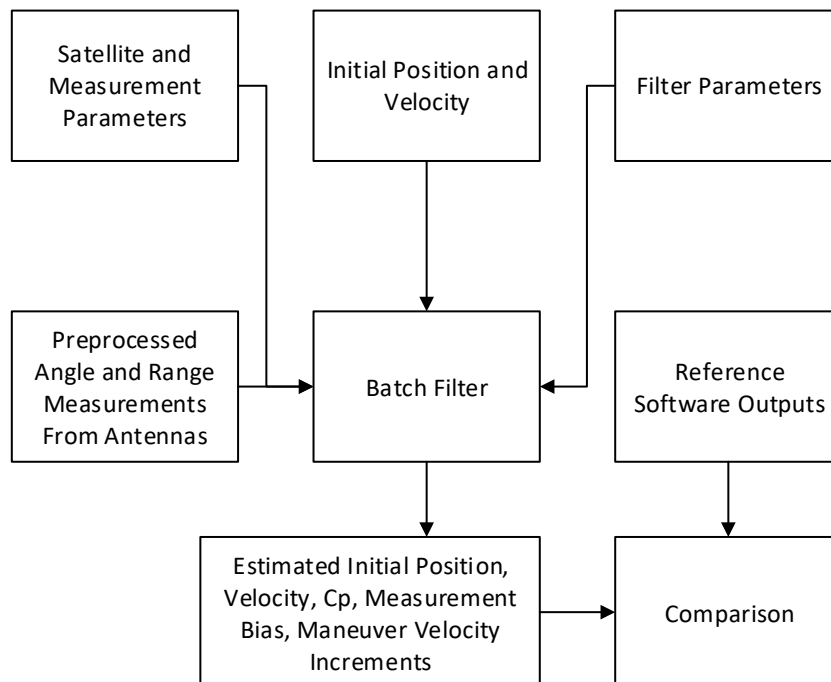 Satellite and
Measurement
Parameters
Initial Position and
Velocity
Filter Parameters
Preprocessed
Angle and Range
Measurements
From Antennas
Batch Filter
Reference
Software Outputs
Estimated Initial Position,
Velocity, Cp, Measurement
Bias, Maneuver Velocity
Increments
Comparison